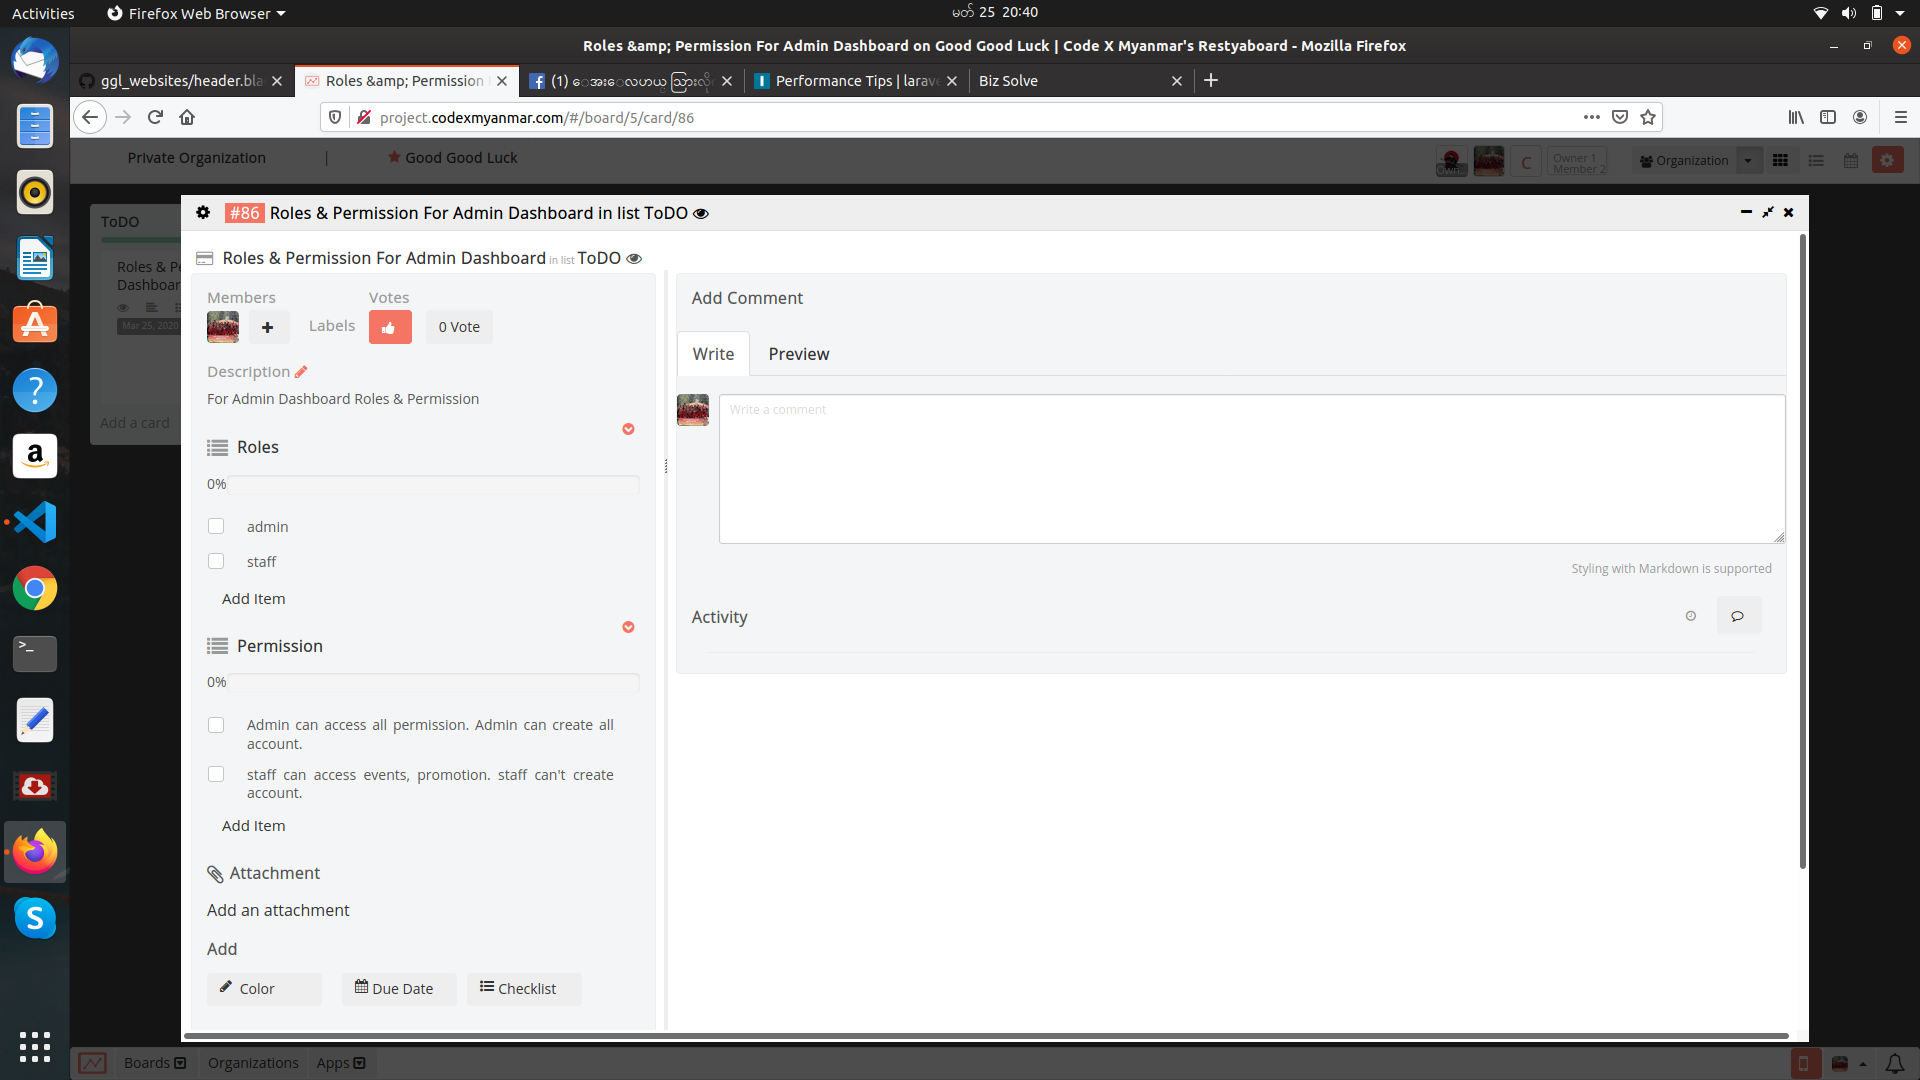 Activities
Firefox Web Browser
မတ် 25 20:40
Roles &amp; Permission For Admin Dashboard on Good Good Luck | Code X Myanmar's Restyaboard - Mozilla Firefox
ggl_websites/header.bla
Roles &amp; Permission
Performance Tips | larave
Biz Solve
project.codexmyanmar.com/#/board/5/card/86
Private Organization | Good Good Luck
C
Owner 1
Member 2
Organization
ToDO
#86 Roles & Permission For Admin Dashboard in list ToDO
Roles & Permission For Admin Dashboard in list ToDO
Roles & Pe
Dashboar
Mar 25, 2020
Add a card
Members
Votes
Labels
0 Vote
Description
For Admin Dashboard Roles & Permission
Roles
0%
admin
staff
Add Item
Permission
0%
Admin can access all permission. Admin can create all
account.
staff can access events, promotion. staff can't create
account.
Add Item
Attachment
Add an attachment
Add
Color
Due Date
Checklist
Add Comment
Write
Preview
Write a comment
Styling with Markdown is supported
Activity
Boards
Organizations
Apps